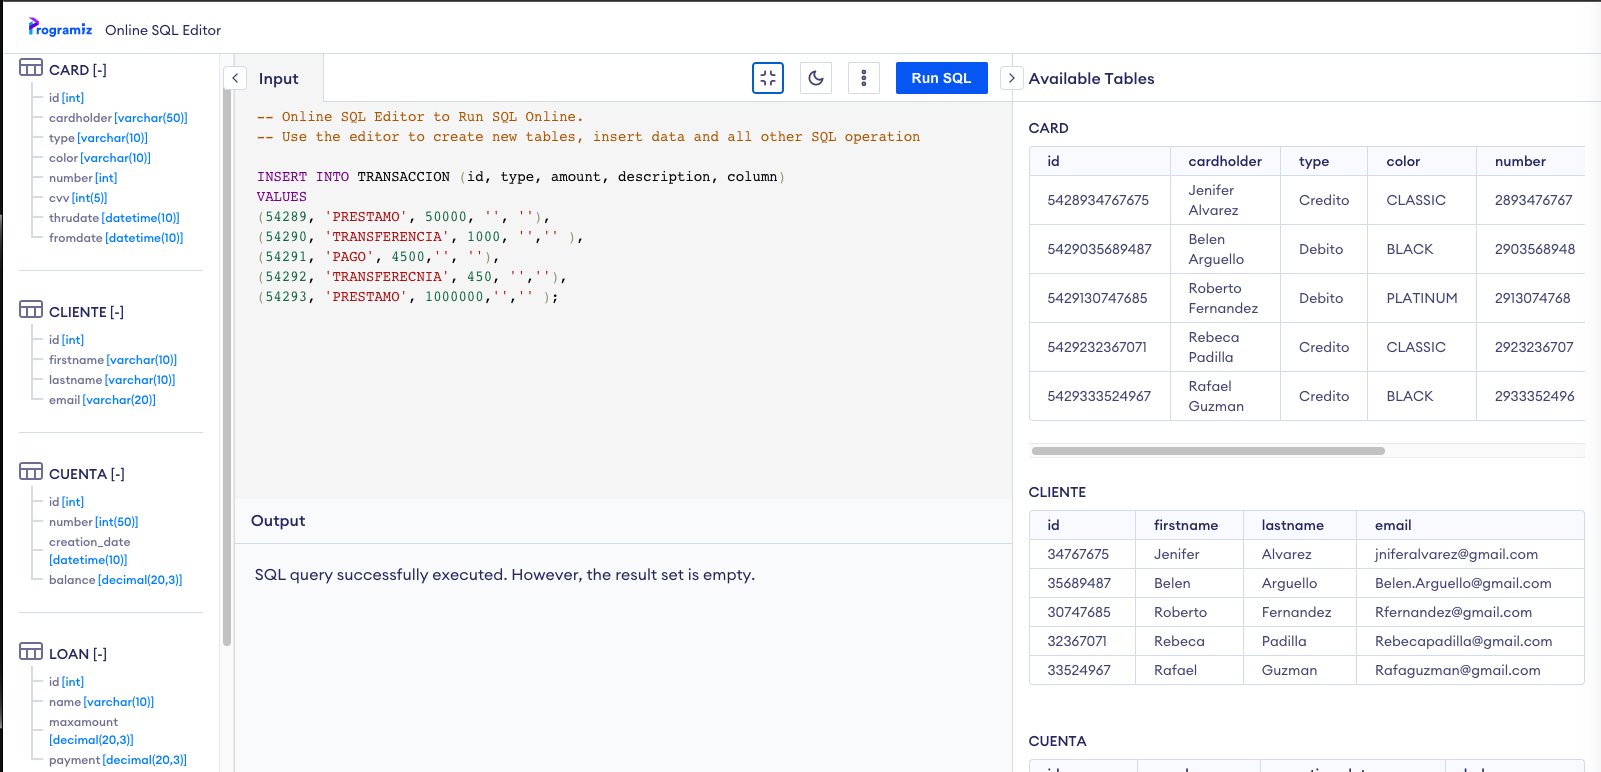 Programiz Online SQL Editor
CARD [-]
id [int]
cardholder [varchar(50)]
type [varchar(10)]
color [varchar(10)]
number [int]
cvv [int(5)]
thrudate [datetime(10)]
fromdate [datetime(10)]
CLIENTE [-]
id [int]
firstname [varchar(10)]
lastname [varchar(10)]
email [varchar(20)]
CUENTA [-]
id [int]
number [int(50)]
creation_date
[datetime(10)]
balance [decimal(20,3)]
LOAN [-]
id [int]
name [varchar(10)]
maxamount
[decimal(20,3)]
payment [decimal(20,3)]
Input
Run SQL
-- Online SQL Editor to Run SQL Online.
-- Use the editor to create new tables, insert data and all other SQL operation
INSERT INTO TRANSACCION (id, type, amount, description, column)
VALUES
(54289, 'PRESTAMO', 50000, '', ''),
(54290, 'TRANSFERENCIA', 1000, '','' ),
(54291, 'PAGO', 4500,'', ''),
(54292, 'TRANSFERECNIA', 450, '',''),
(54293, 'PRESTAMO', 1000000,'','' );
Output
SQL query successfully executed. However, the result set is empty.
Available Tables
CARD
id cardholder type color number
5428934767675 Jenifer Alvarez Credito CLASSIC 2893476767
5429035689487 Belen Arguello Debito BLACK 2903568948
5429130747685 Roberto Fernandez Debito PLATINUM 2913074768
5429232367071 Rebeca Padilla Credito CLASSIC 2923236707
5429333524967 Rafael Guzman Credito BLACK 2933352496
CLIENTE
id firstname lastname email
34767675 Jenifer Alvarez jniferalvarez@gmail.com
35689487 Belen Arguello Belen.Arguello@gmail.com
30747685 Roberto Fernandez Rfernandez@gmail.com
32367071 Rebeca Padilla Rebecapadilla@gmail.com
33524967 Rafael Guzman Rafaguzman@gmail.com
CUENTA